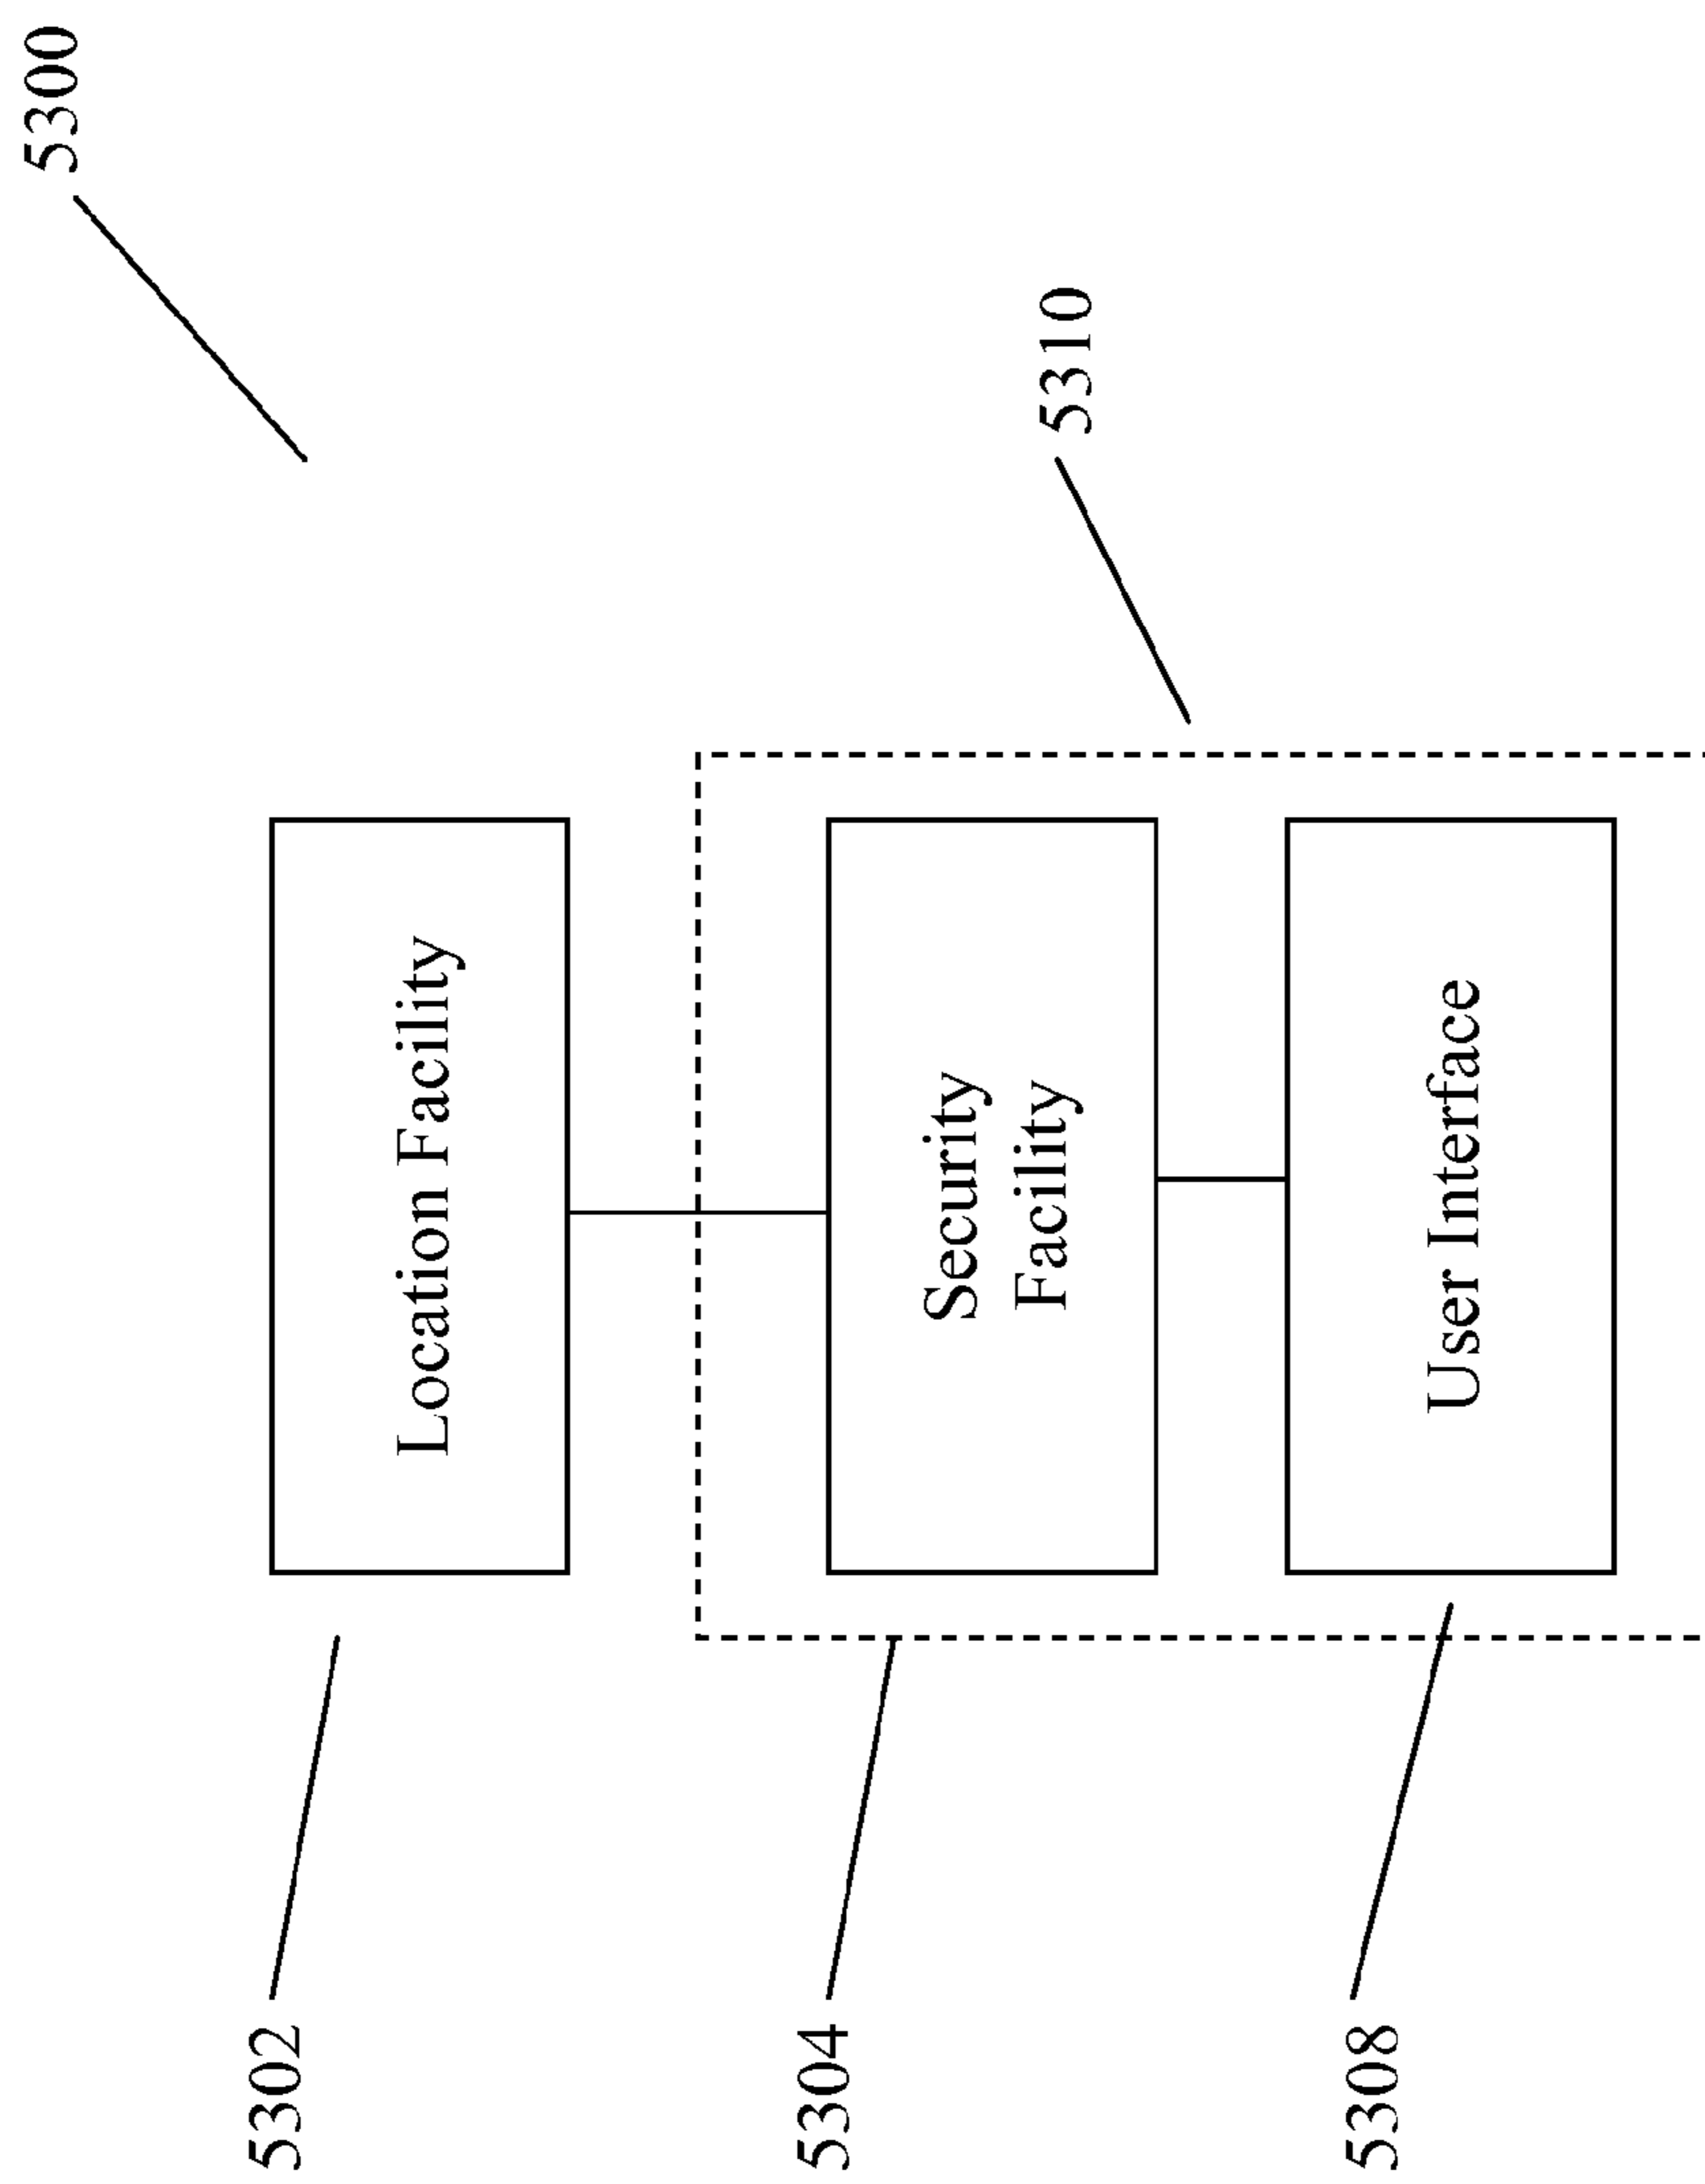 5300
5302
Location Facility
5310
5304
Security
Facility
5308
User Interface